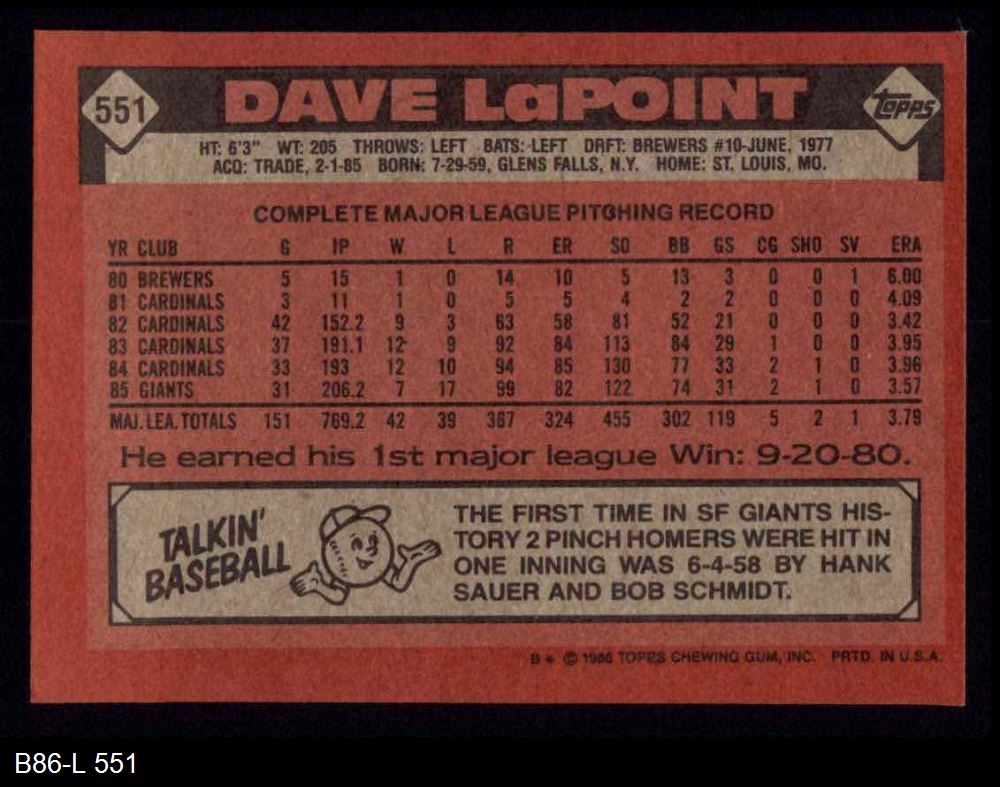 551 DAVE LaPOINT Topps
HT: 6'3" WT: 205 THROWS: LEFT BATS: LEFT DRFT: BREWERS #10-JUNE, 1977
ACQ: TRADE, 2-1-85 BORN: 7-29-59, GLENS FALLS, N.Y. HOME: ST. LOUIS, MO.
COMPLETE MAJOR LEAGUE PITCHING RECORD
YR CLUB G IP W L R ER SO BB GS CG SHO SV ERA
80 BREWERS 5 15 1 0 14 10 5 13 3 0 0 1 6.00
81 CARDINALS 3 11 1 0 5 5 4 2 2 0 0 0 4.09
82 CARDINALS 42 152.2 9 3 63 58 81 52 21 0 0 0 3.42
83 CARDINALS 37 191.1 12 9 92 84 113 84 29 1 0 0 3.95
84 CARDINALS 33 193 12 10 94 85 130 77 33 2 1 0 3.96
85 GIANTS 31 206.2 7 17 99 82 122 74 31 2 1 0 3.57
MAJ. LEA. TOTALS 151 769.2 42 39 367 324 455 302 119 5 2 1 3.79
He earned his 1st major league Win: 9-20-80.
TALKIN'
BASEBALL
THE FIRST TIME IN SF GIANTS HIS-
TORY 2 PINCH HOMERS WERE HIT IN
ONE INNING WAS 6-4-58 BY HANK
SAUER AND BOB SCHMIDT.
B * © 1986 TOPPS CHEWING GUM, INC. PRTD. IN U.S.A.
B86-L 551